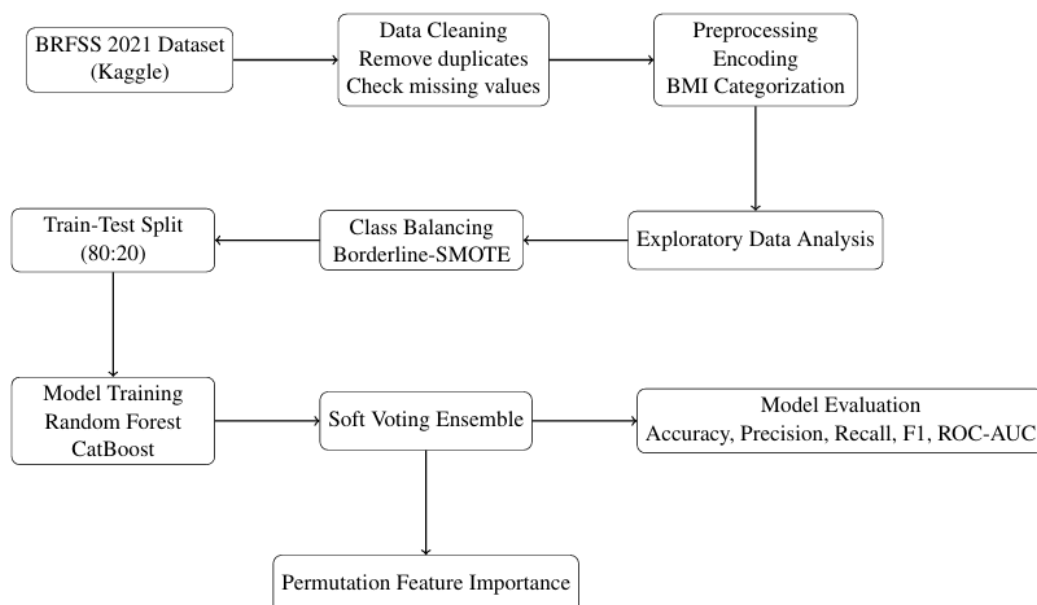 BRFSS 2021 Dataset
(Kaggle)
Data Cleaning
Remove duplicates
Check missing values
Preprocessing
Encoding
BMI Categorization
Train-Test Split
(80:20)
Class Balancing
Borderline-SMOTE
Exploratory Data Analysis
Model Training
Random Forest
CatBoost
Soft Voting Ensemble
Model Evaluation
Accuracy, Precision, Recall, F1, ROC-AUC
Permutation Feature Importance